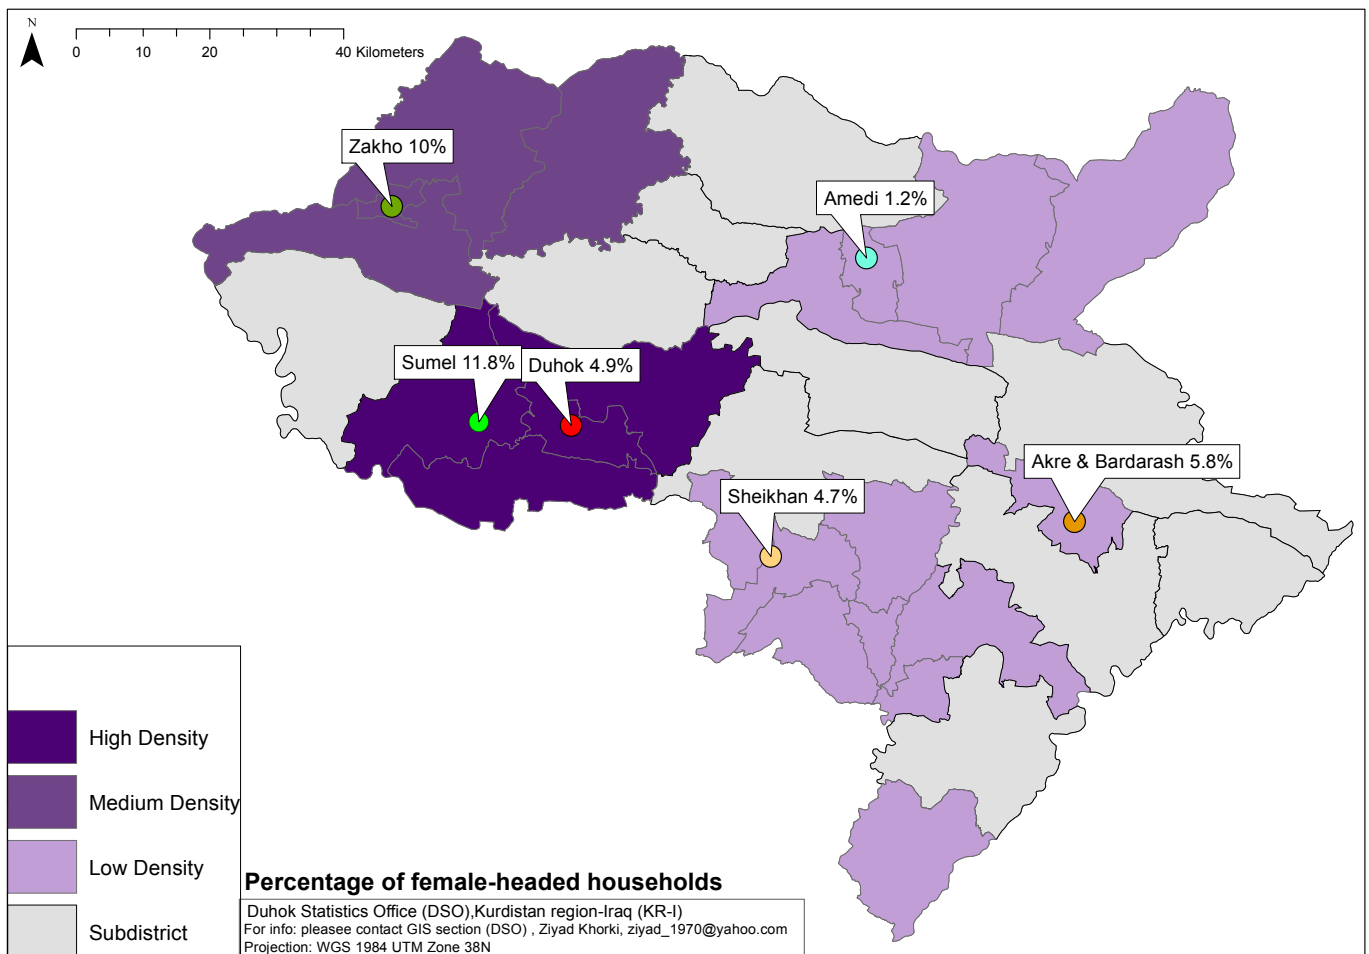 N
0 10 20 40 Kilometers
Zakho 10%
Amedi 1.2%
Sumel 11.8%
Duhok 4.9%
Akre & Bardarash 5.8%
Sheikhan 4.7%
High Density
Medium Density
Low Density
Subdistrict
Percentage of female-headed households
Duhok Statistics Office (DSO),Kurdistan region-Iraq (KR-I)
For info: pleasee contact GIS section (DSO) , Ziyad Khorki, ziyad_1970@yahoo.com
Projection: WGS 1984 UTM Zone 38N